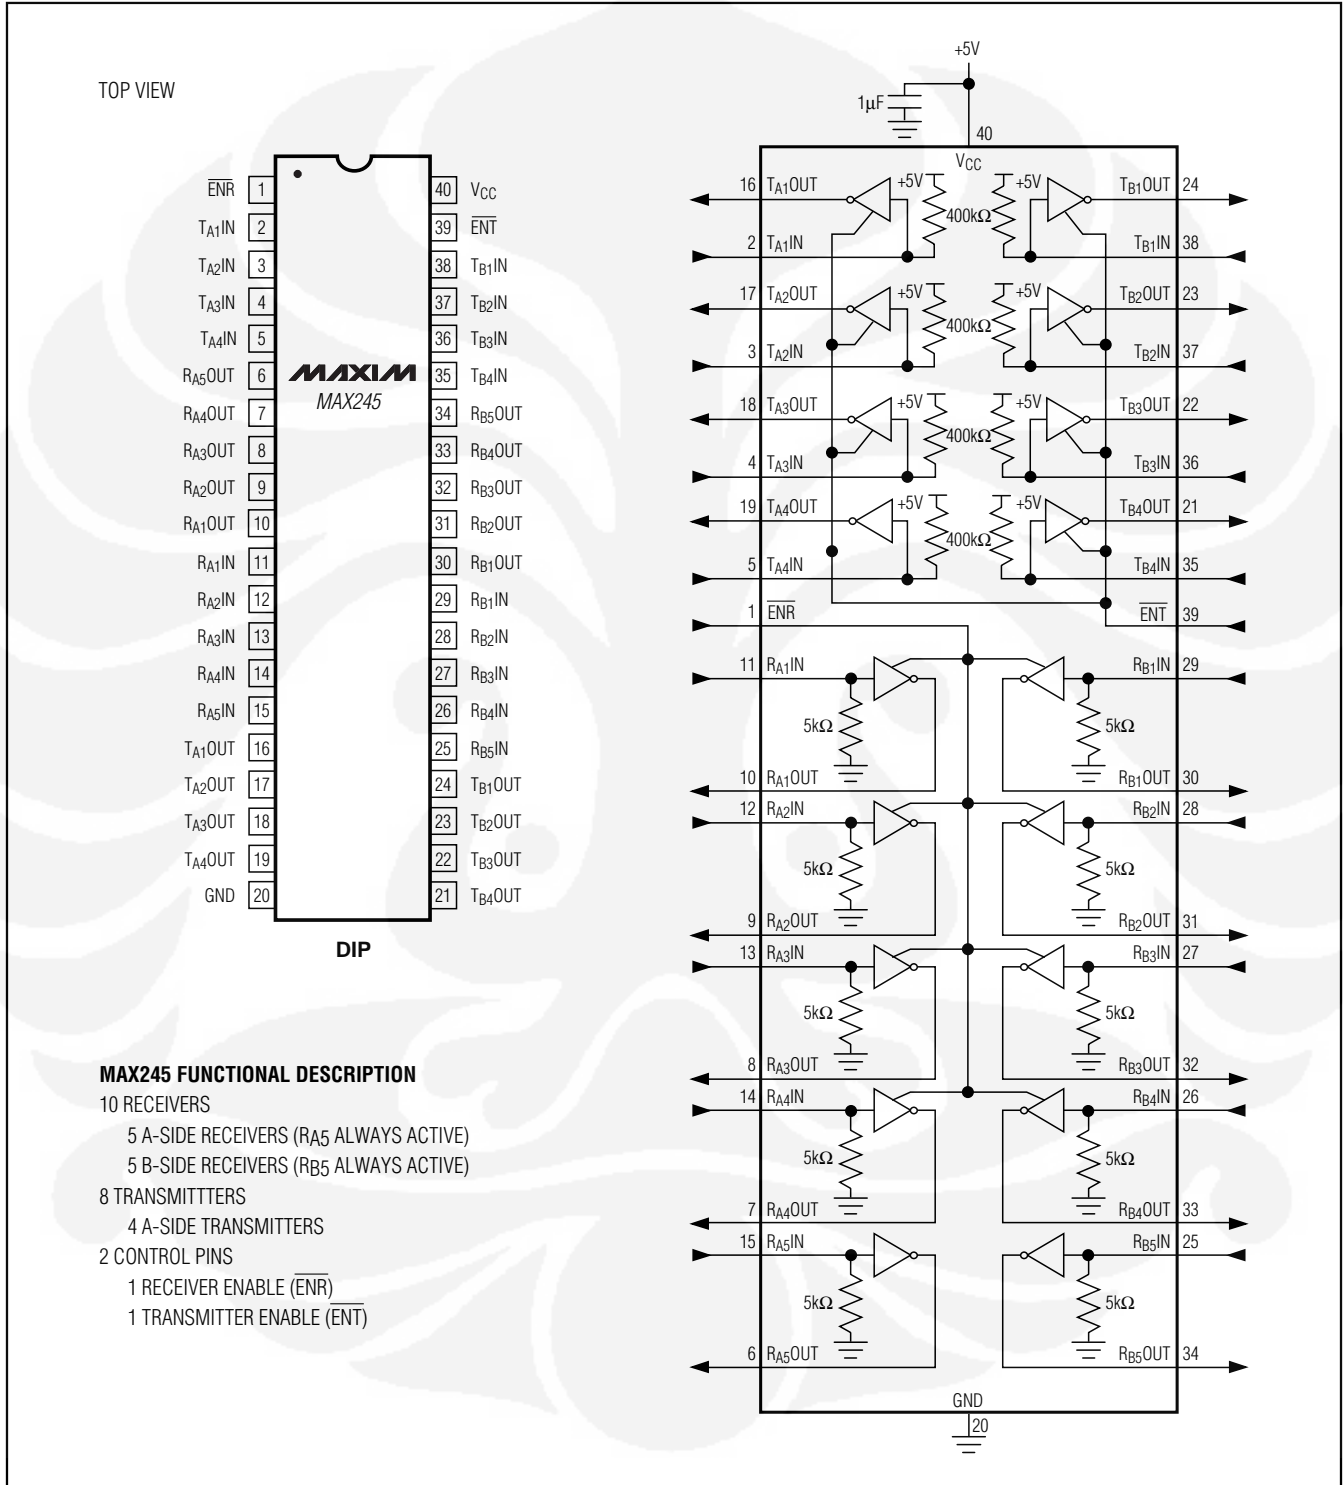 TOP VIEW
ENR 1
TA1IN 2
TA2IN 3
TA3IN 4
TA4IN 5
RA5OUT 6
RA4OUT 7
RA3OUT 8
RA2OUT 9
RA1OUT 10
RA1IN 11
RA2IN 12
RA3IN 13
RA4IN 14
RA5IN 15
TA1OUT 16
TA2OUT 17
TA3OUT 18
TA4OUT 19
GND 20
MAXIM
MAX245
40 VCC
39 ENT
38 TB1IN
37 TB2IN
36 TB3IN
35 TB4IN
34 RB5OUT
33 RB4OUT
32 RB3OUT
31 RB2OUT
30 RB1OUT
29 RB1IN
28 RB2IN
27 RB3IN
26 RB4IN
25 RB5IN
24 TB1OUT
23 TB2OUT
22 TB3OUT
21 TB4OUT
DIP
MAX245 FUNCTIONAL DESCRIPTION
10 RECEIVERS
5 A-SIDE RECEIVERS (RA5 ALWAYS ACTIVE)
5 B-SIDE RECEIVERS (RB5 ALWAYS ACTIVE)
8 TRANSMITTTERS
4 A-SIDE TRANSMITTERS
2 CONTROL PINS
1 RECEIVER ENABLE (ENR)
1 TRANSMITTER ENABLE (ENT)
+5V
1µF
40
VCC
16 TA1OUT +5V +5V TB1OUT 24
400kΩ
2 TA1IN TB1IN 38
17 TA2OUT +5V +5V TB2OUT 23
400kΩ
3 TA2IN TB2IN 37
18 TA3OUT +5V +5V TB3OUT 22
400kΩ
4 TA3IN TB3IN 36
19 TA4OUT +5V +5V TB4OUT 21
400kΩ
5 TA4IN TB4IN 35
1 ENR ENT 39
11 RA1IN RB1IN 29
5kΩ 5kΩ
10 RA1OUT RB1OUT 30
12 RA2IN RB2IN 28
5kΩ 5kΩ
9 RA2OUT RB2OUT 31
13 RA3IN RB3IN 27
5kΩ 5kΩ
8 RA3OUT RB3OUT 32
14 RA4IN RB4IN 26
5kΩ 5kΩ
7 RA4OUT RB4OUT 33
15 RA5IN RB5IN 25
5kΩ 5kΩ
6 RA5OUT RB5OUT 34
GND
20